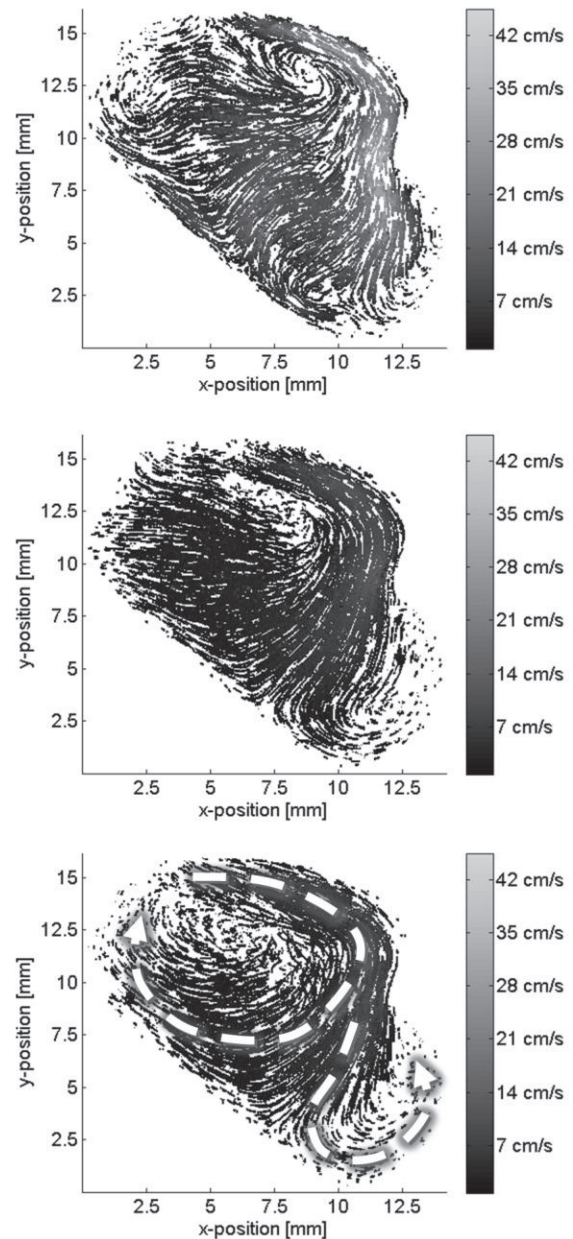 15
12.5
10
7.5
5
2.5
y-position [mm]
2.5 5 7.5 10 12.5
x-position [mm]
42 cm/s
35 cm/s
28 cm/s
21 cm/s
14 cm/s
7 cm/s
15
12.5
10
7.5
5
2.5
y-position [mm]
2.5 5 7.5 10 12.5
x-position [mm]
42 cm/s
35 cm/s
28 cm/s
21 cm/s
14 cm/s
7 cm/s
15
12.5
10
7.5
5
2.5
y-position [mm]
2.5 5 7.5 10 12.5
x-position [mm]
42 cm/s
35 cm/s
28 cm/s
21 cm/s
14 cm/s
7 cm/s